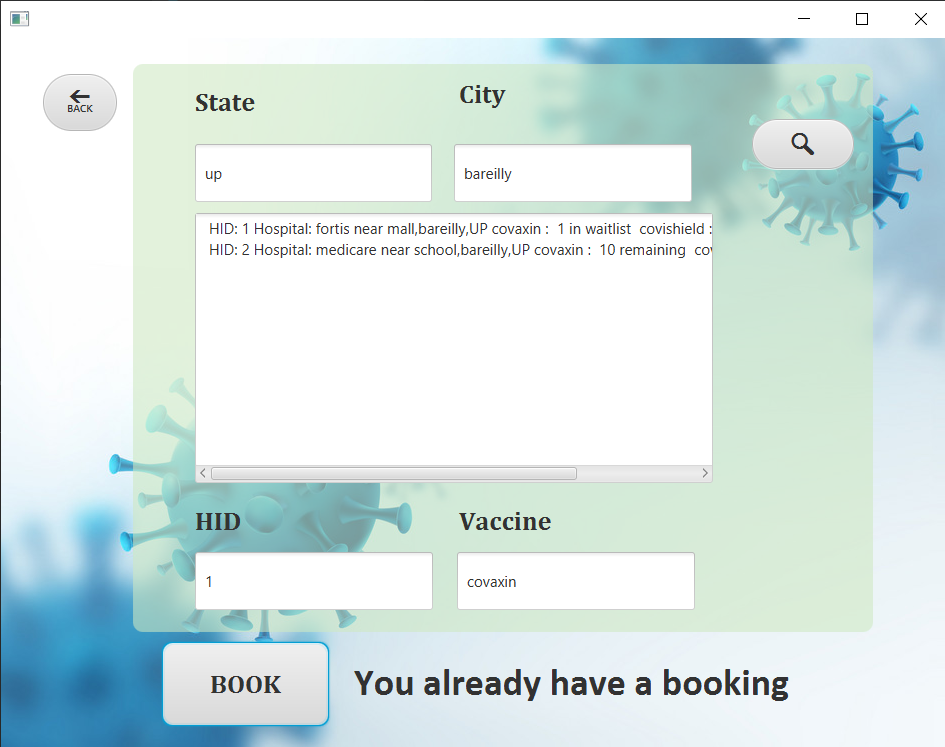 BACK
State
City
up
bareilly
HID: 1 Hospital: fortis near mall,bareilly,UP covaxin :  1 in waitlist  covishield :
HID: 2 Hospital: medicare near school,bareilly,UP covaxin :  10 remaining
HID
Vaccine
1
covaxin
BOOK
You already have a booking